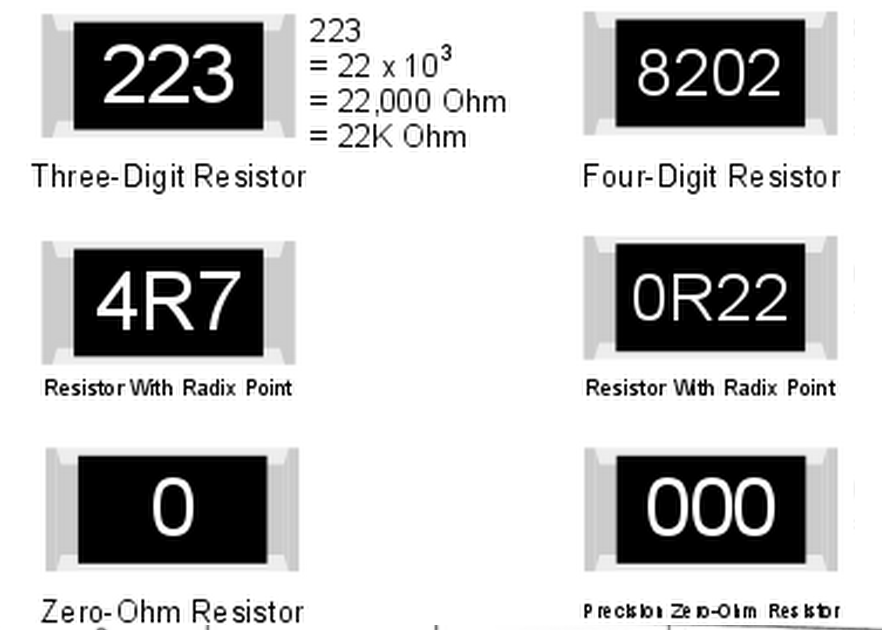 223
223
= 22 x 10³
= 22,000 Ohm
= 22K Ohm
Three-Digit Resistor
8202
Four-Digit Resistor
4R7
Resistor With Radix Point
0R22
Resistor With Radix Point
0
Zero-Ohm Resistor
000
Precision Zero-Ohm Resistor